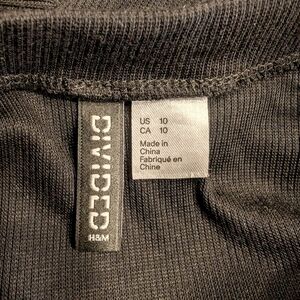 DIVIDED
H&M
US 10
CA 10
Made in
China
Fabriqué en
Chine